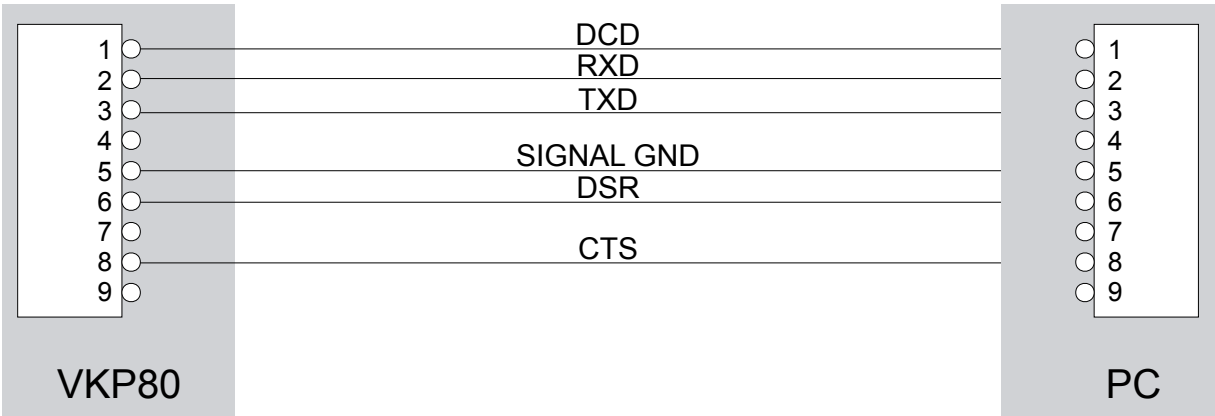 1 DCD 1
2 RXD 2
3 TXD 3
4 4
5 SIGNAL GND 5
6 DSR 6
7 7
8 CTS 8
9 9
VKP80 PC